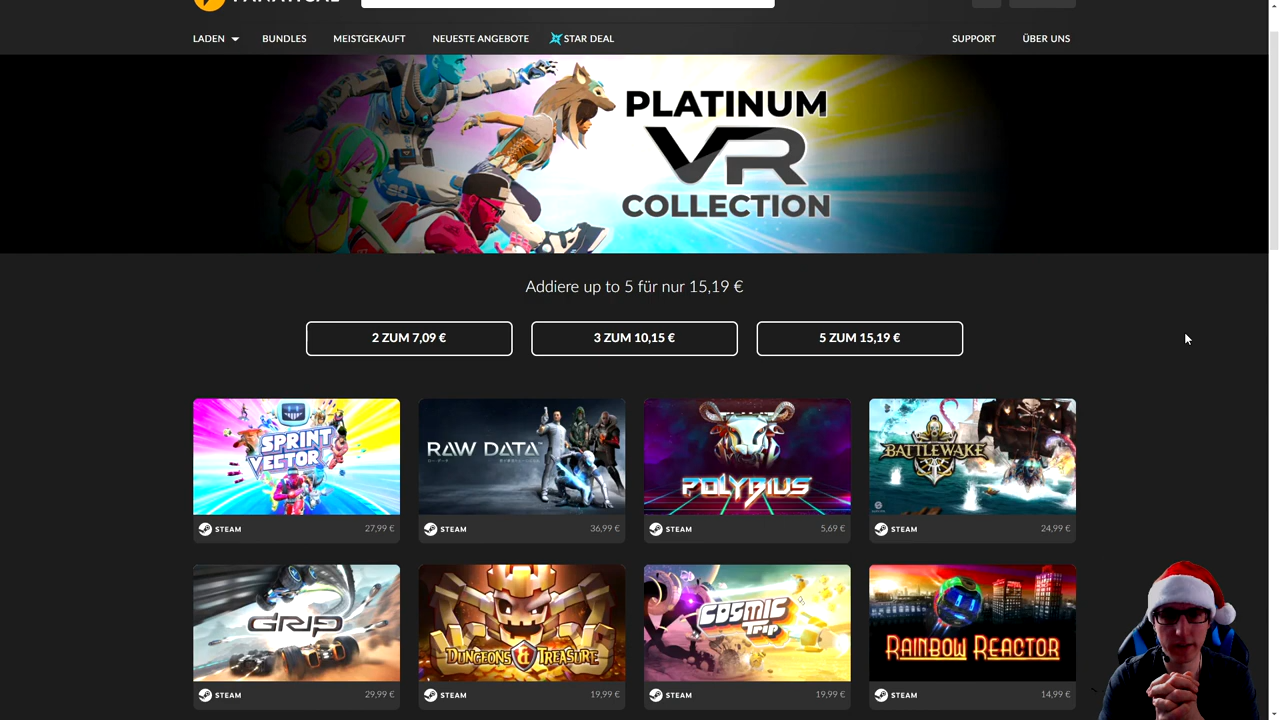 LADEN
BUNDLES
MEISTGEKAUFT
NEUESTE ANGEBOTE
STAR DEAL
SUPPORT
ÜBER UNS
PLATINUM
VR
COLLECTION
Addiere up to 5 für nur 15,19 €
2 ZUM 7,09 €
3 ZUM 10,15 €
5 ZUM 15,19 €
SPRINT
VECTOR
RAW DATA
POLYBIUS
BATTLEWAKE
STEAM 27,99 €
STEAM 36,99 €
STEAM 5,69 €
STEAM 24,99 €
GRIP
DUNGEONS & TREASURE
COSMIC
Trip
RAINBOW REACTOR
STEAM 29,99 €
STEAM 19,99 €
STEAM 19,99 €
STEAM 14,99 €